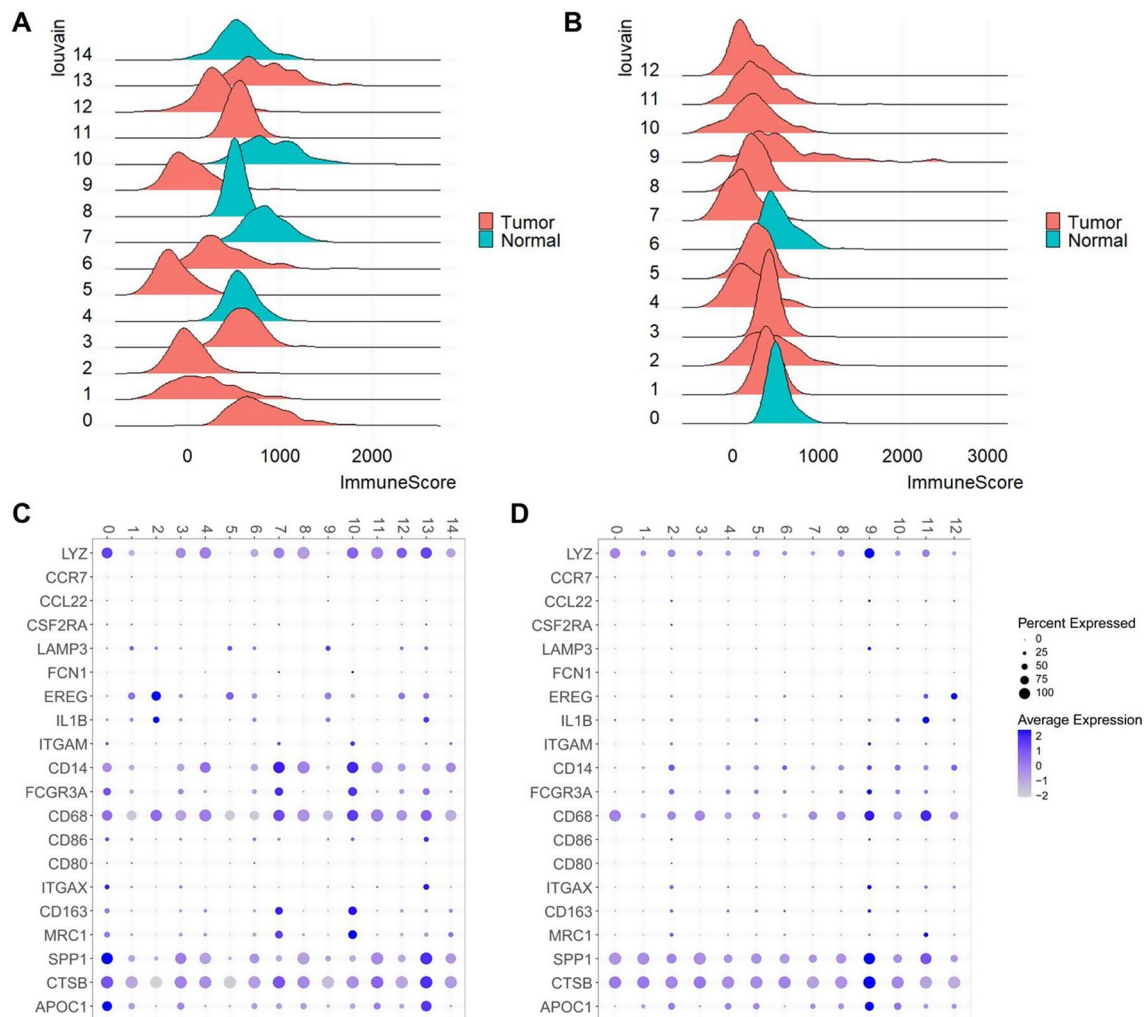 A
louvain
14
13
12
11
10
9
8
7
6
5
4
3
2
1
0
0 1000 2000
ImmuneScore
Tumor
Normal
B
louvain
12
11
10
9
8
7
6
5
4
3
2
1
0
0 1000 2000 3000
ImmuneScore
Tumor
Normal
C
0 1 2 3 4 5 6 7 8 9 10 11 12 13 14
LYZ
CCR7
CCL22
CSF2RA
LAMP3
FCN1
EREG
IL1B
ITGAM
CD14
FCGR3A
CD68
CD86
CD80
ITGAX
CD163
MRC1
SPP1
CTSB
APOC1
D
0 1 2 3 4 5 6 7 8 9 10 11 12
LYZ
CCR7
CCL22
CSF2RA
LAMP3
FCN1
EREG
IL1B
ITGAM
CD14
FCGR3A
CD68
CD86
CD80
ITGAX
CD163
MRC1
SPP1
CTSB
APOC1
Percent Expressed
0
25
50
75
100
Average Expression
2
1
0
−1
−2